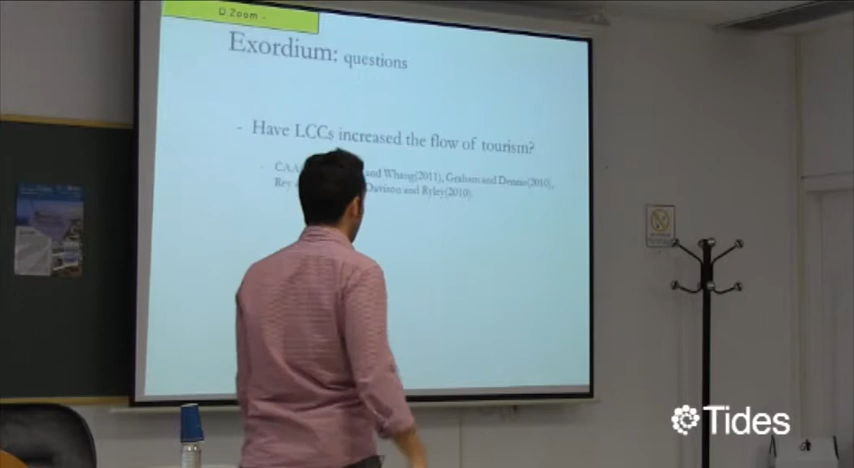 D Zoom -
Exordium: questions
- Have LCCs increased the flow of tourism?
- CAA and Whang(2011), Graham and Dennis(2010),
Rey Davison and Ryley(2010).
Tides